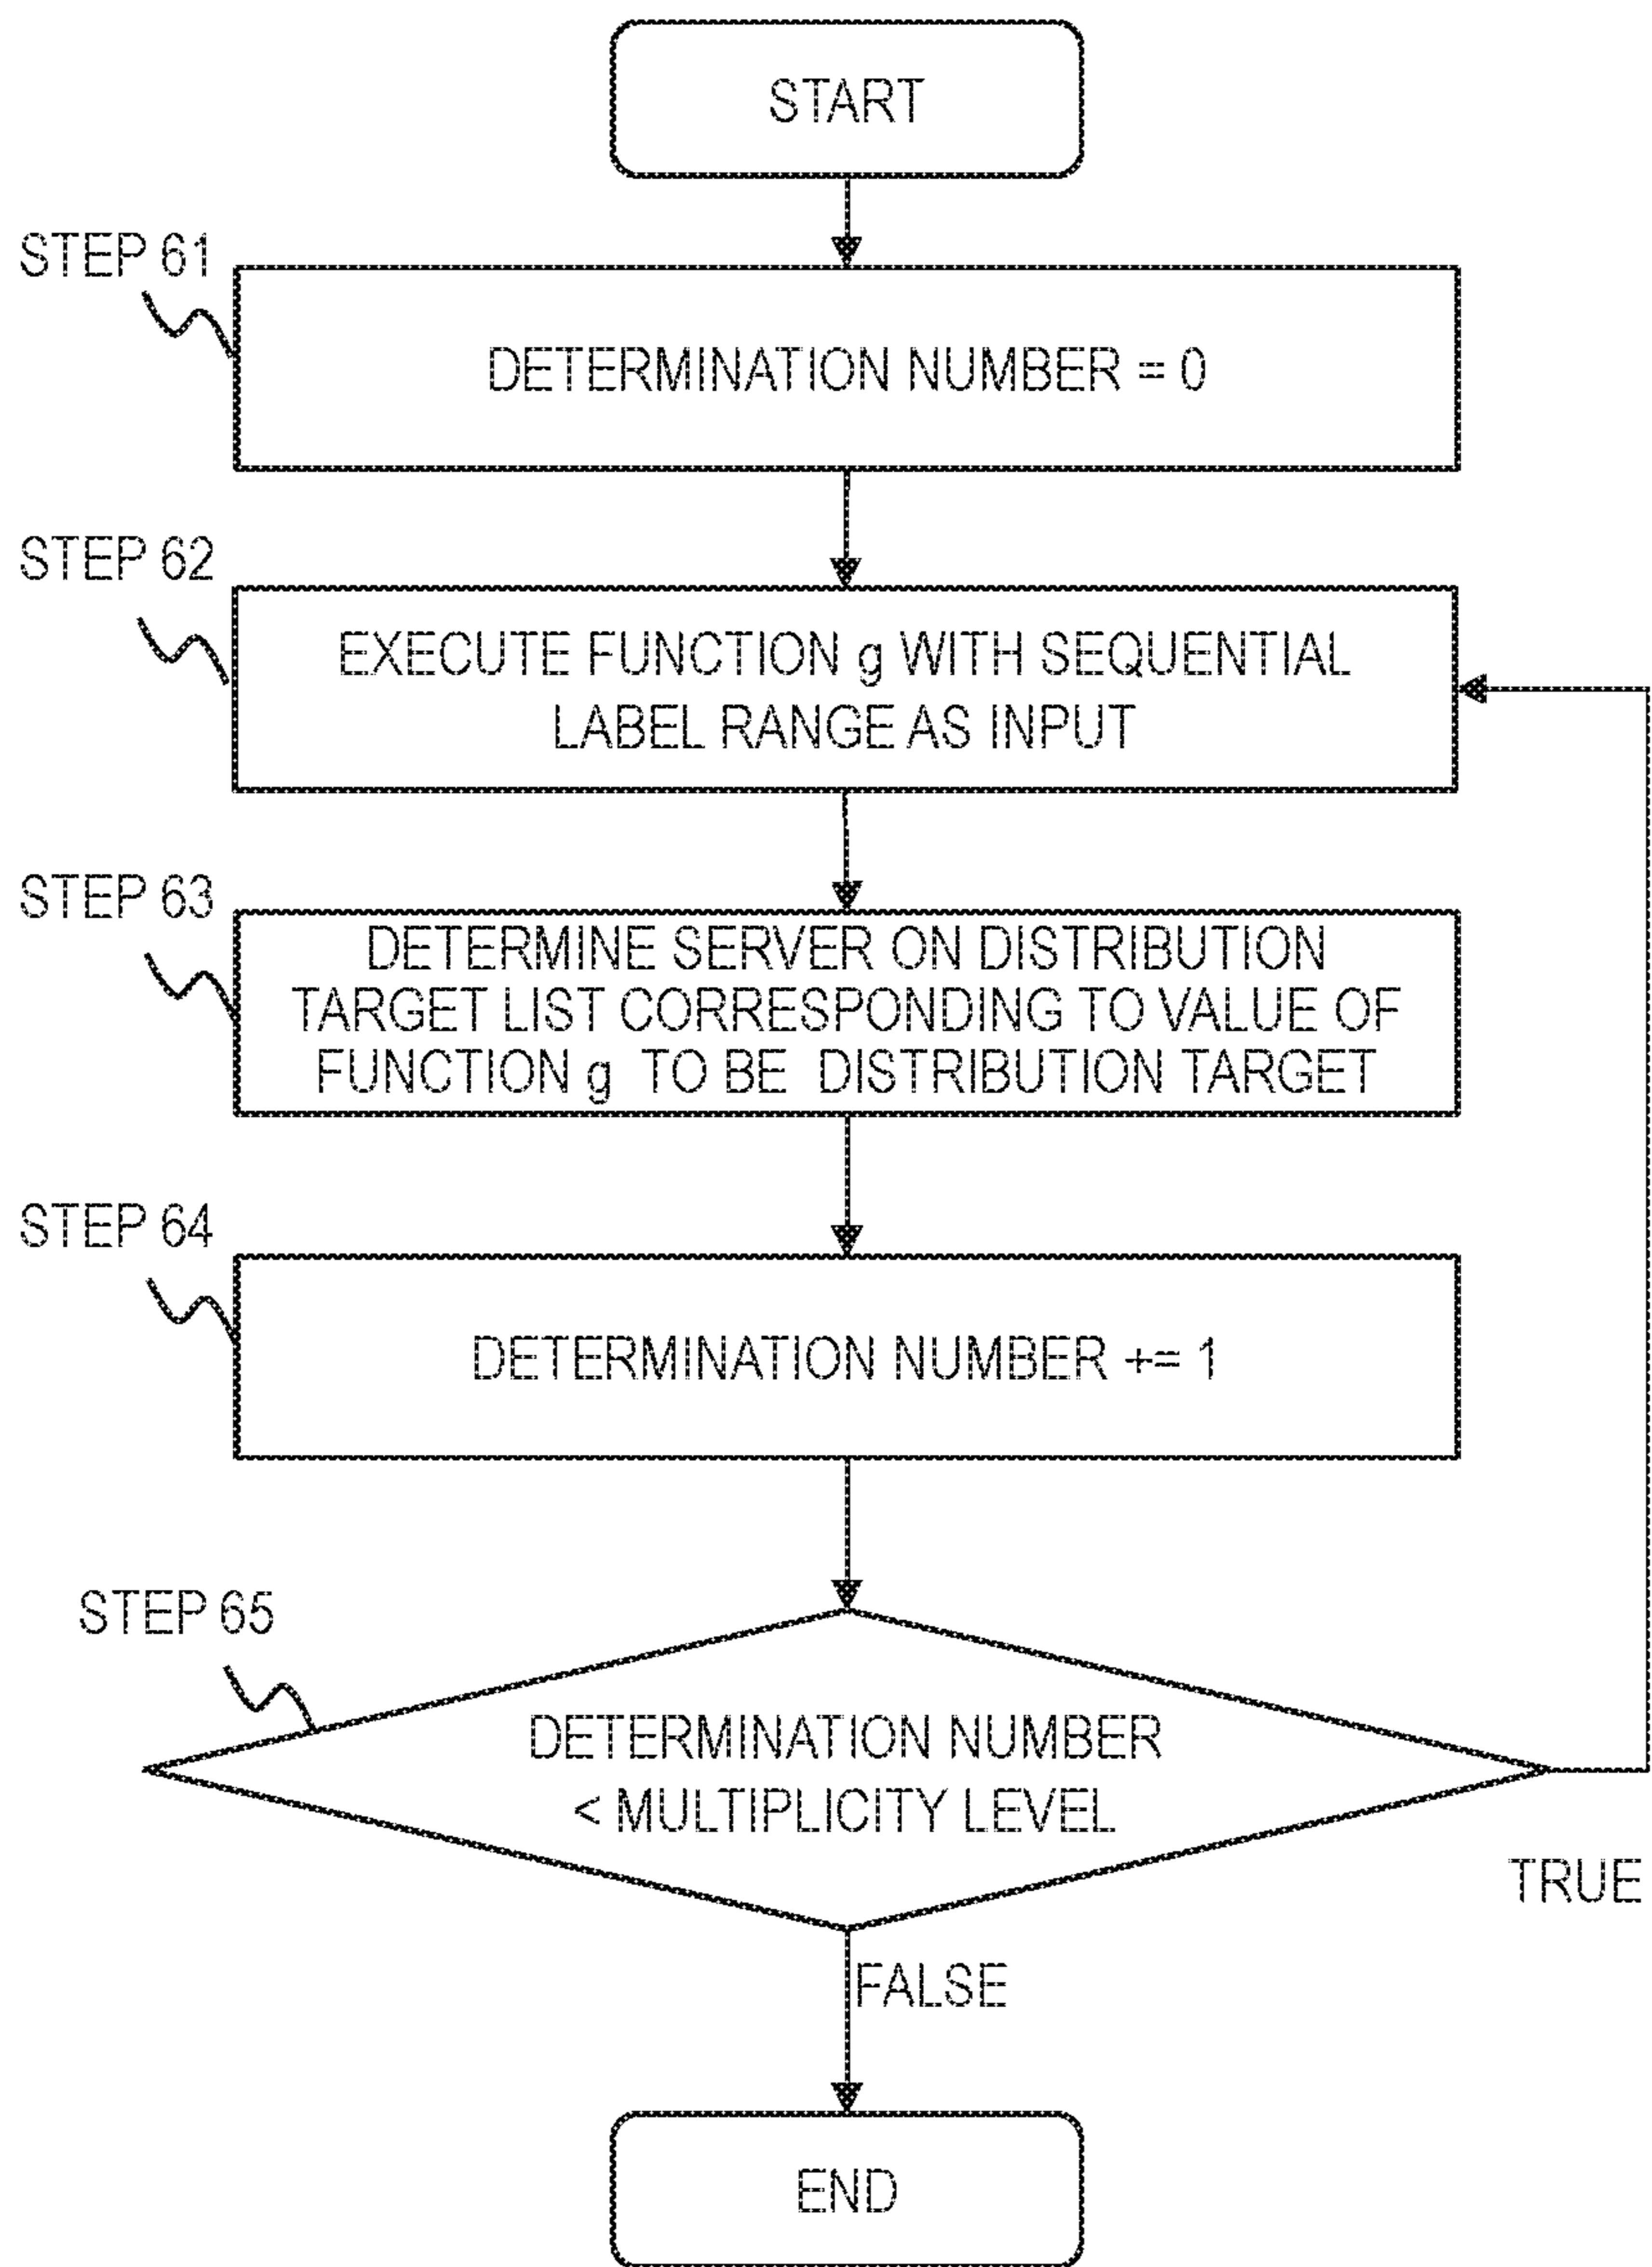 START
STEP 61
DETERMINATION NUMBER = 0
STEP 62
EXECUTE FUNCTION g WITH SEQUENTIAL
LABEL RANGE AS INPUT
STEP 63
DETERMINE SERVER ON DISTRIBUTION
TARGET LIST CORRESPONDING TO VALUE OF
FUNCTION g TO BE DISTRIBUTION TARGET
STEP 64
DETERMINATION NUMBER += 1
STEP 65
DETERMINATION NUMBER
< MULTIPLICITY LEVEL
TRUE
FALSE
END